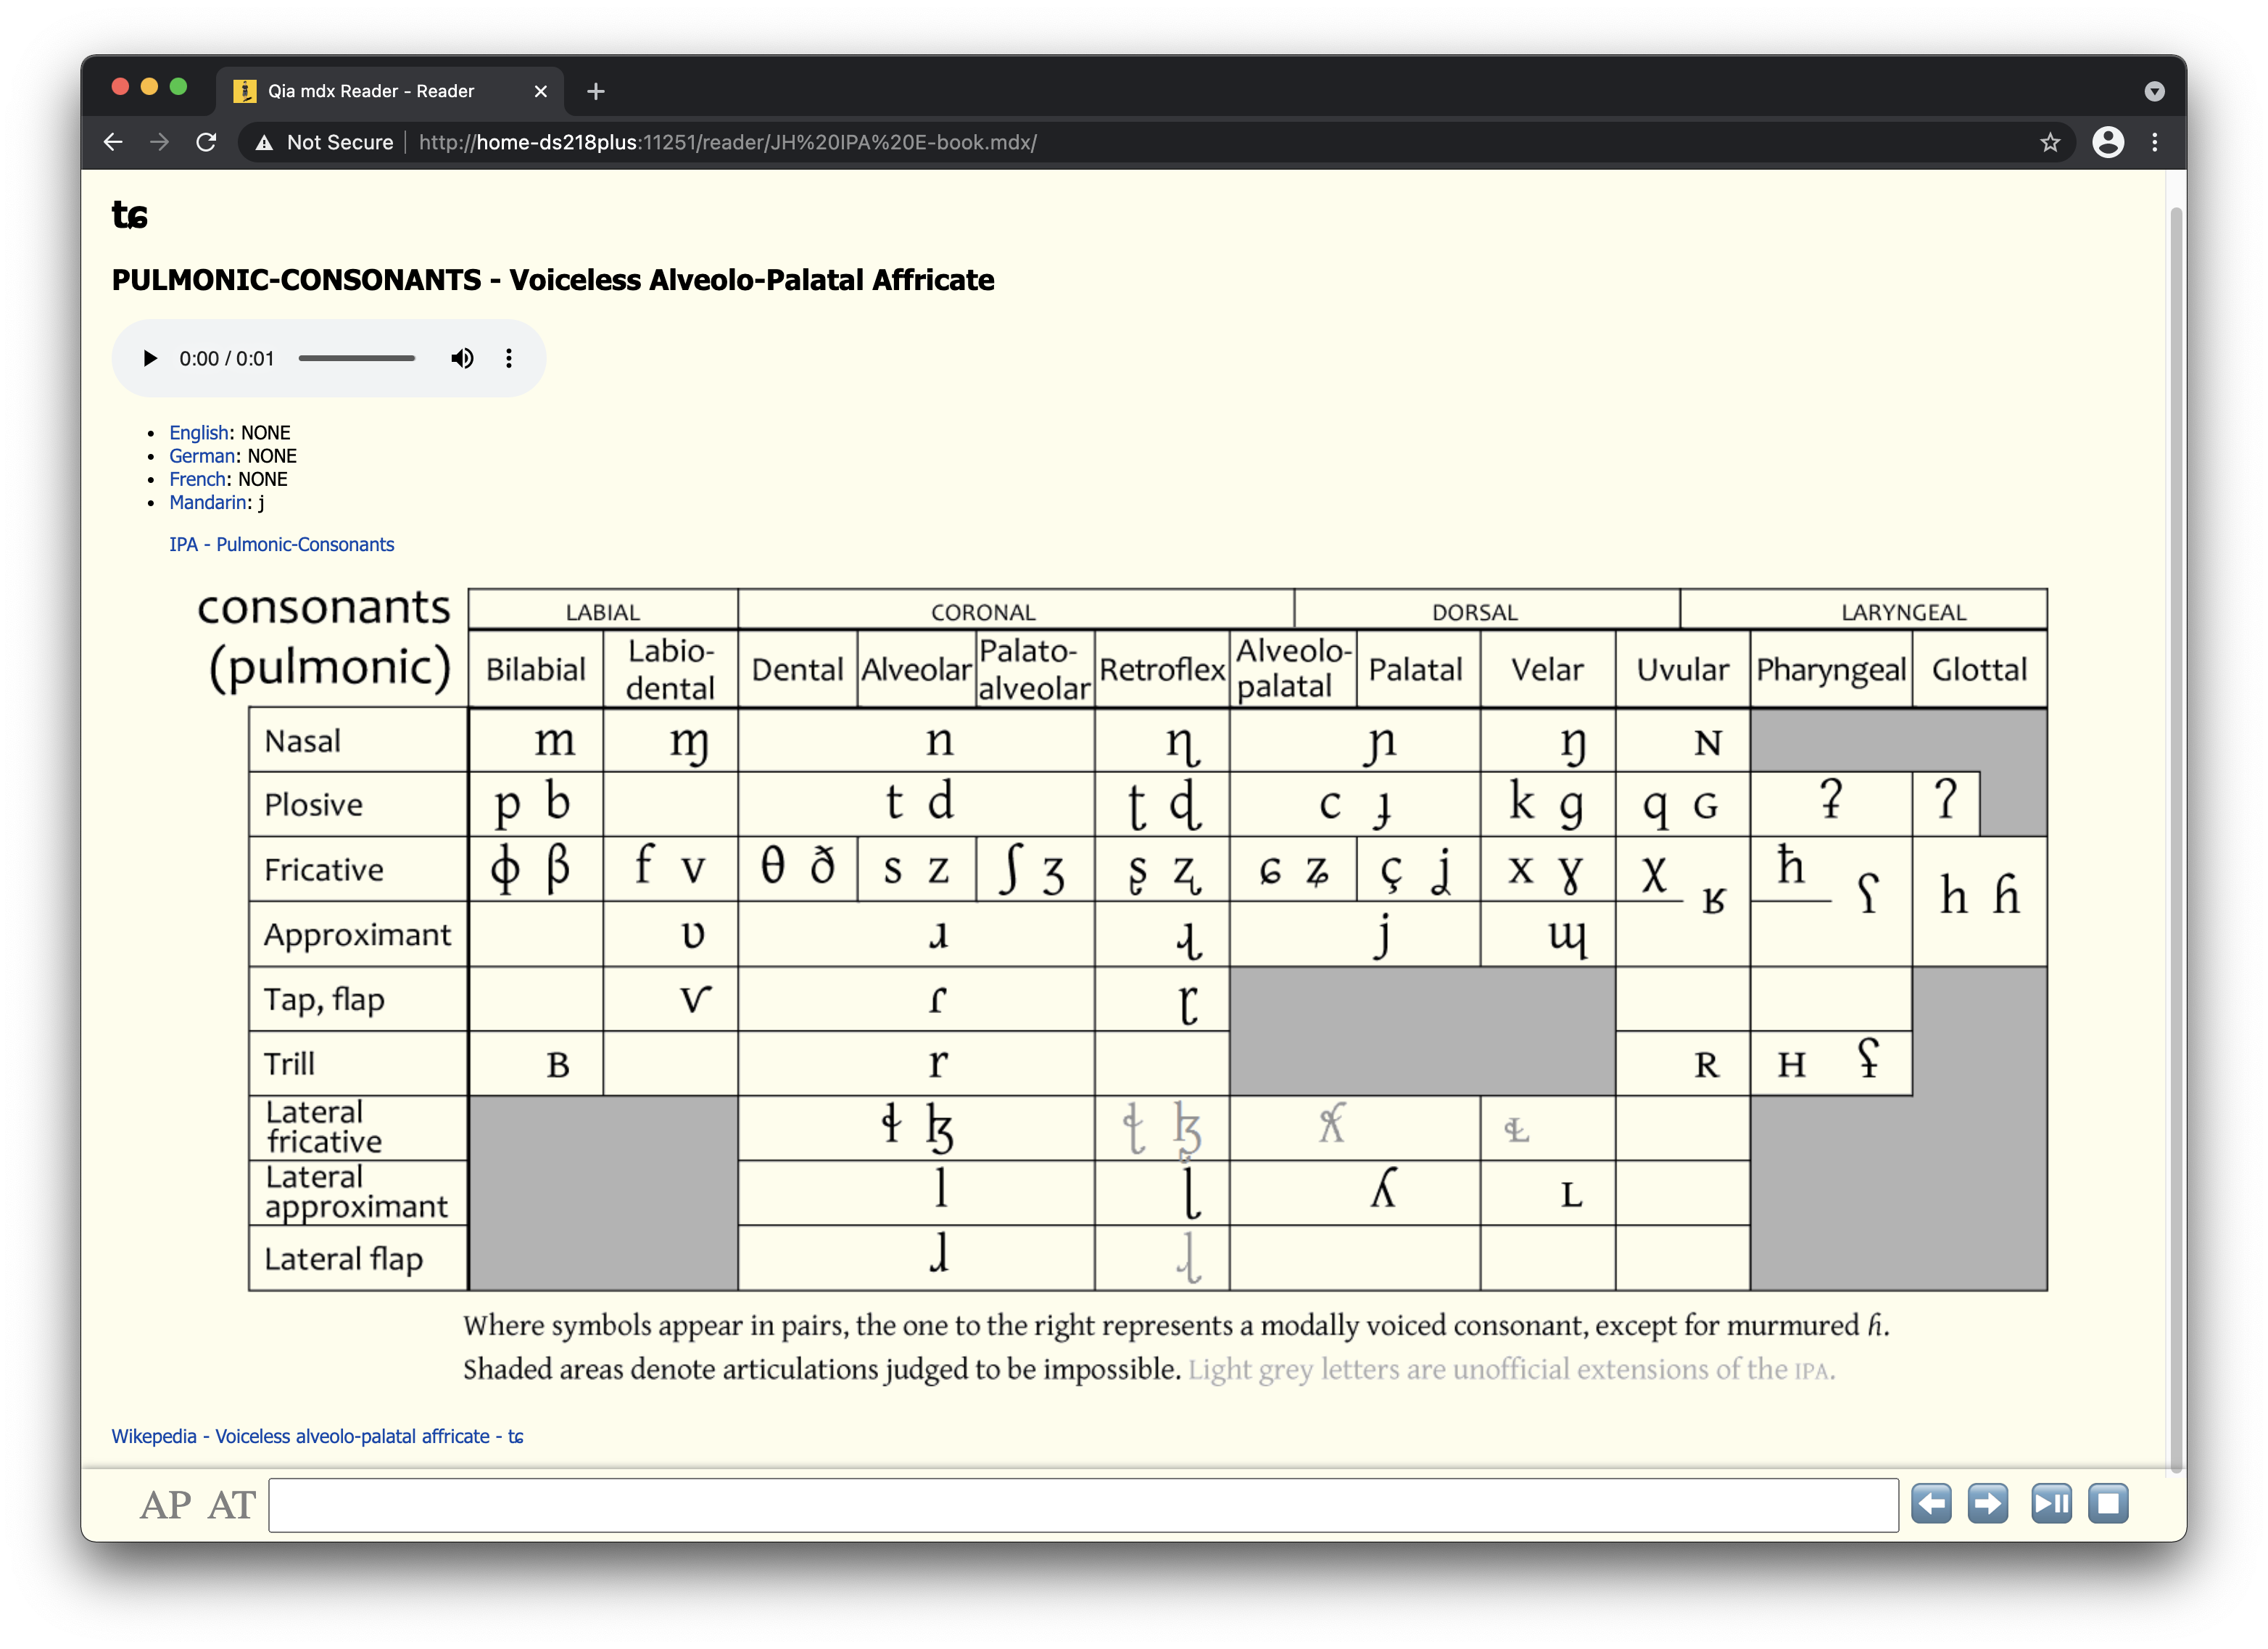 Qia mdx Reader - Reader
Not Secure http://home-ds218plus:11251/reader/JH%20IPA%20E-book.mdx/
tɕ
PULMONIC-CONSONANTS - Voiceless Alveolo-Palatal Affricate
0:00 / 0:01
English: NONE
German: NONE
French: NONE
Mandarin: j
IPA - Pulmonic-Consonants
consonants (pulmonic)
LABIAL CORONAL DORSAL LARYNGEAL
Bilabial Labio-dental Dental Alveolar Palato-alveolar Retroflex Alveolo-palatal Palatal Velar Uvular Pharyngeal Glottal
Nasal m ɱ n ɳ ɲ ŋ ɴ
Plosive p b t d ʈ ɖ c ɟ k ɡ q ɢ ʡ ʔ
Fricative ɸ β f v θ ð s z ʃ ʒ ʂ ʐ ɕ ʑ ç ʝ x ɣ χ ʁ ħ ʕ h ɦ
Approximant ʋ ɹ ɻ j ɰ
Tap, flap ⱱ ɾ ɽ
Trill ʙ r ʀ ʜ ʢ
Lateral fricative ɬ ɮ
Lateral approximant l ɭ ʎ ʟ
Lateral flap ɺ
Where symbols appear in pairs, the one to the right represents a modally voiced consonant, except for murmured ɦ.
Shaded areas denote articulations judged to be impossible. Light grey letters are unofficial extensions of the IPA.
Wikepedia - Voiceless alveolo-palatal affricate - tɕ
AP AT